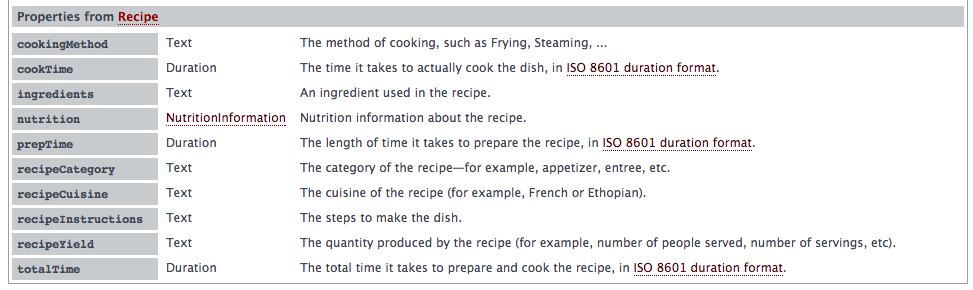 Properties from Recipe
cookingMethod Text The method of cooking, such as Frying, Steaming, ...
cookTime Duration The time it takes to actually cook the dish, in ISO 8601 duration format.
ingredients Text An ingredient used in the recipe.
nutrition NutritionInformation Nutrition information about the recipe.
prepTime Duration The length of time it takes to prepare the recipe, in ISO 8601 duration format.
recipeCategory Text The category of the recipe—for example, appetizer, entree, etc.
recipeCuisine Text The cuisine of the recipe (for example, French or Ethopian).
recipeInstructions Text The steps to make the dish.
recipeYield Text The quantity produced by the recipe (for example, number of people served, number of servings, etc).
totalTime Duration The total time it takes to prepare and cook the recipe, in ISO 8601 duration format.